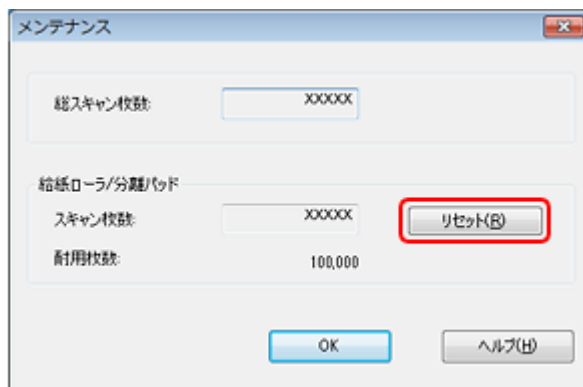 メンテナンス
総スキャン枚数: XXXXX
給紙ローラ/分離パッド
スキャン枚数: XXXXX リセット(R)
耐用枚数: 100,000
OK ヘルプ(H)